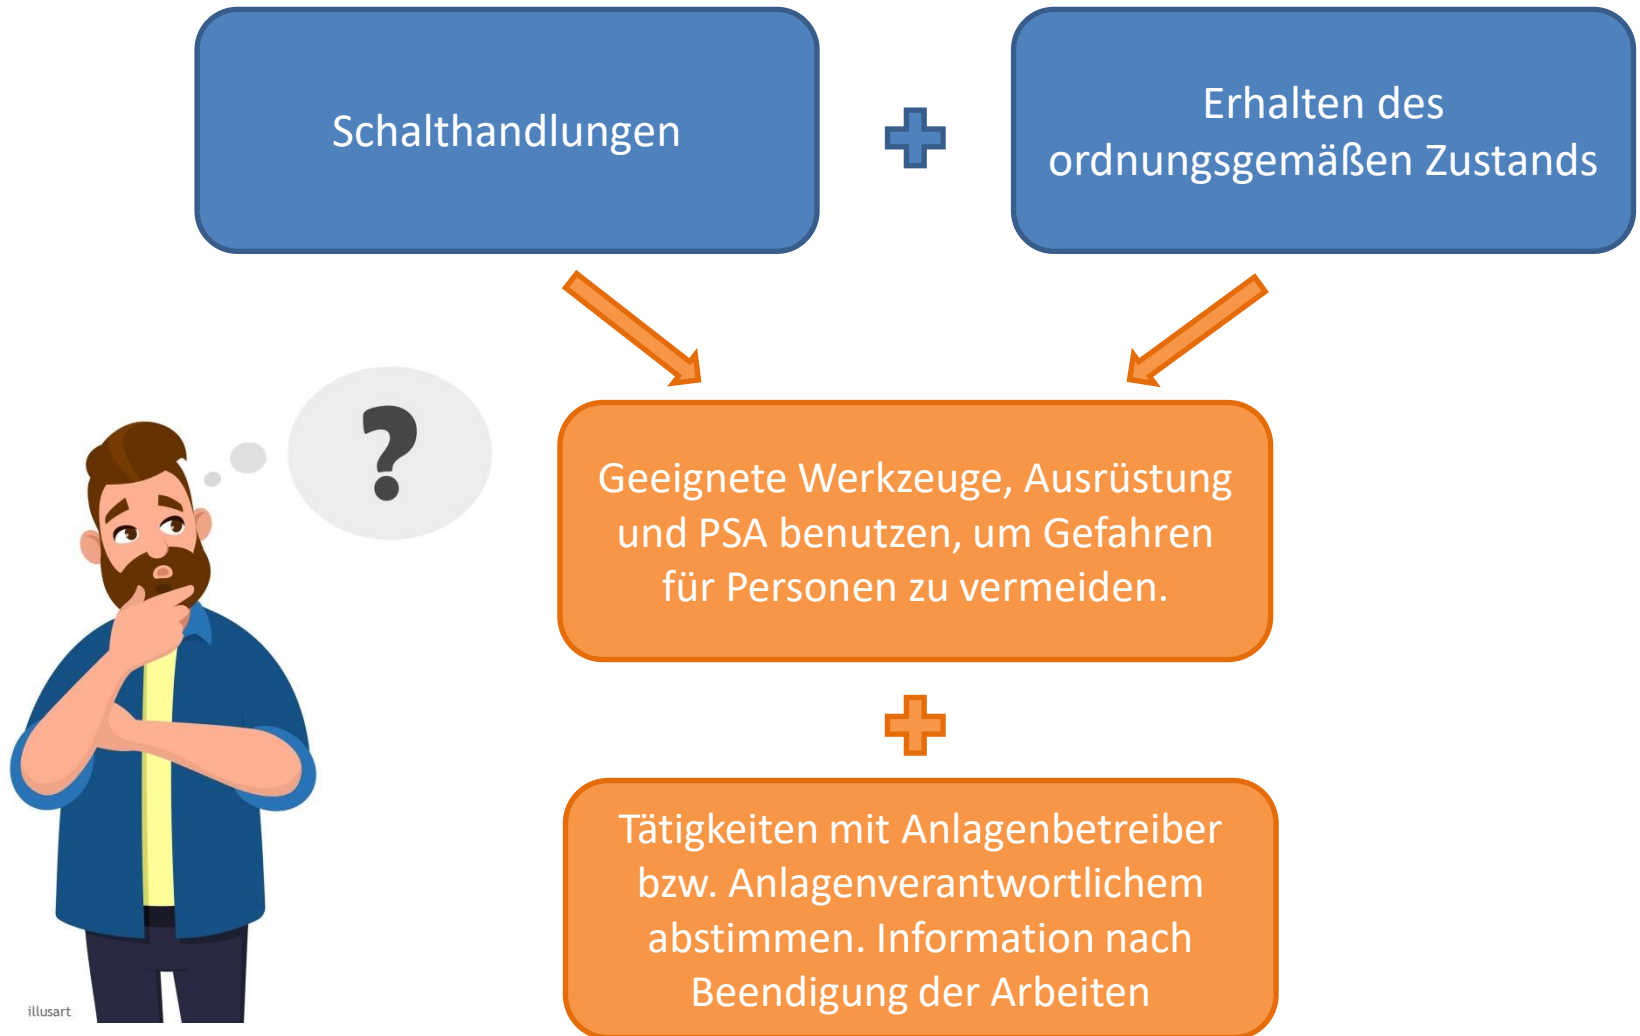 Schalthandlungen
Erhalten des
ordnungsgemäßen Zustands
?
Geeignete Werkzeuge, Ausrüstung
und PSA benutzen, um Gefahren
für Personen zu vermeiden.
Tätigkeiten mit Anlagenbetreiber
bzw. Anlagenverantwortlichem
abstimmen. Information nach
Beendigung der Arbeiten
illusart